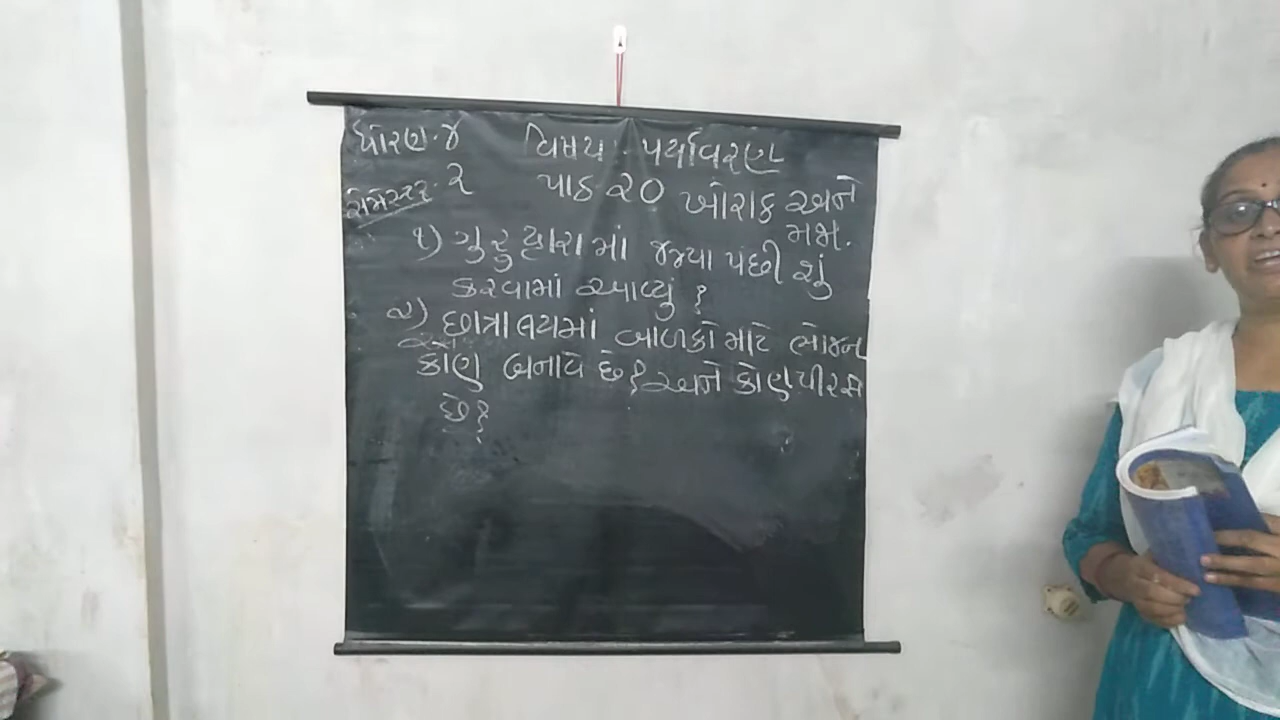 ધોરણ.૪ વિષય : પર્યાવરણ
સેમેસ્ટર. ૨ પાઠ ૨૦ ખોરાક અને
મજા.
૧) ગુરુદ્વારામાં જમ્યા પછી શું
કરવામાં આવ્યું ?
૨) છાત્રાલયમાં બાળકો માટે ભોજન
કોણ બનાવે છે? અને કોણ પીરસે
છે?